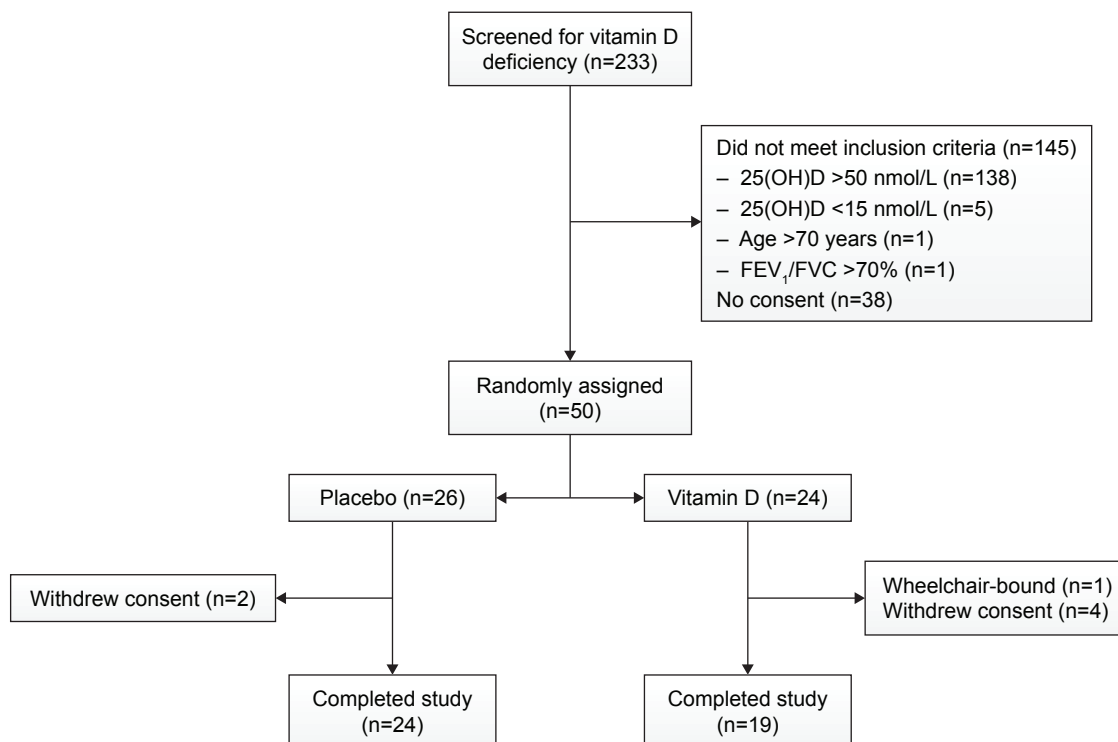 Screened for vitamin D
deficiency (n=233)
Did not meet inclusion criteria (n=145)
– 25(OH)D >50 nmol/L (n=138)
– 25(OH)D <15 nmol/L (n=5)
– Age >70 years (n=1)
– FEV₁/FVC >70% (n=1)
No consent (n=38)
Randomly assigned
(n=50)
Placebo (n=26)
Vitamin D (n=24)
Withdrew consent (n=2)
Wheelchair-bound (n=1)
Withdrew consent (n=4)
Completed study
(n=24)
Completed study
(n=19)